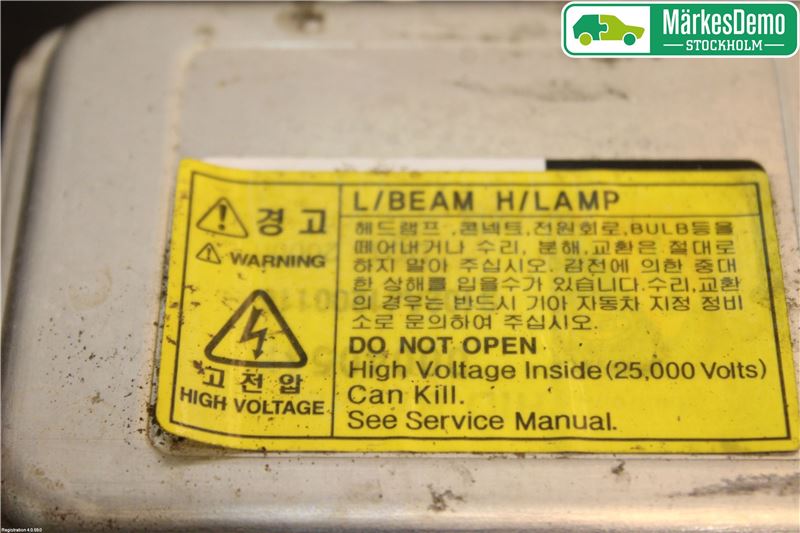 MärkesDemo
STOCKHOLM
L/BEAM H/LAMP
경고
WARNING
헤드램프, 콘넥트, 전원회로, BULB등을
떼어내거나 수리, 분해, 교환은 절대로
하지 말아 주십시오. 감전에 의한 중대
한 상해를 입을수가 있습니다. 수리, 교환
의 경우는 반드시 기아 자동차 지정 정비
소로 문의하여 주십시오.
고전압
HIGH VOLTAGE
DO NOT OPEN
High Voltage Inside (25,000 Volts)
Can Kill.
See Service Manual.
Registration 4.0.59.0